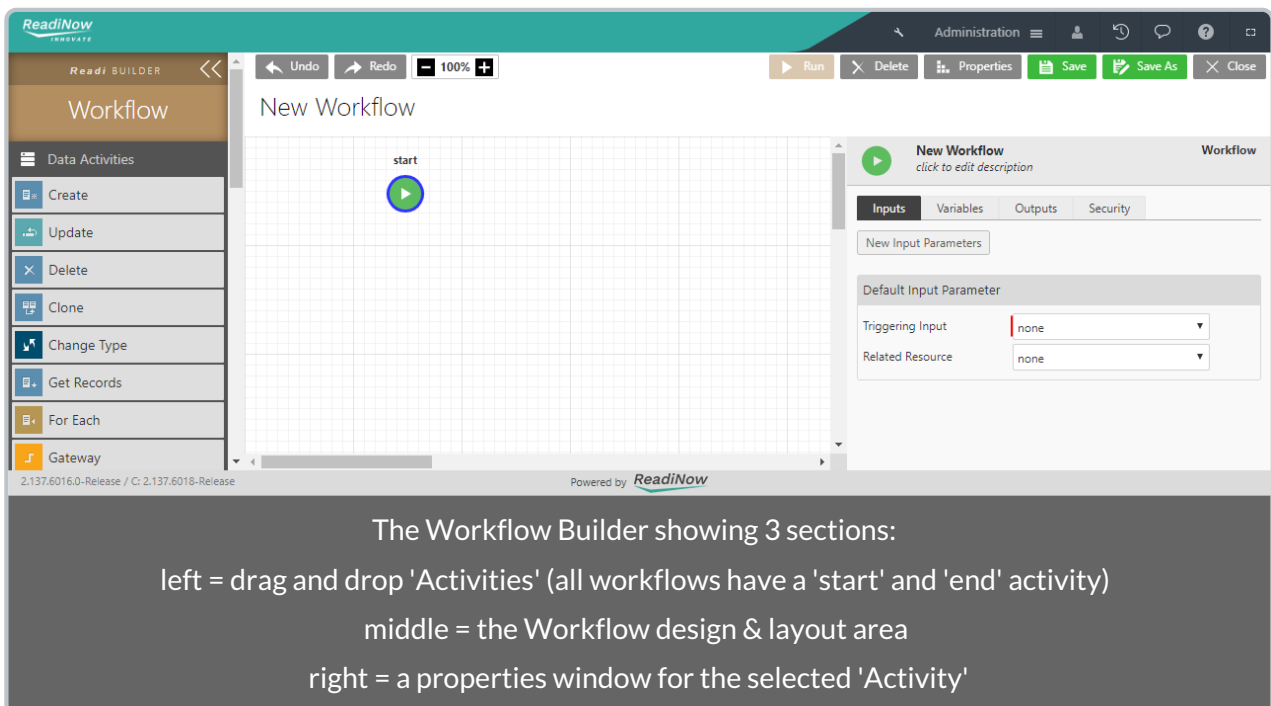 ReadiNow
INNOVATE
Administration
Readi BUILDER
Undo
Redo
100%
Run
Delete
Properties
Save
Save As
Close
Workflow
New Workflow
Data Activities
Create
Update
Delete
Clone
Change Type
Get Records
For Each
Gateway
start
New Workflow
Workflow
click to edit description
Inputs
Variables
Outputs
Security
New Input Parameters
Default Input Parameter
Triggering Input
none
Related Resource
none
2.137.6016.0-Release / C: 2.137.6018-Release
Powered by ReadiNow
The Workflow Builder showing 3 sections:
left = drag and drop 'Activities' (all workflows have a 'start' and 'end' activity)
middle = the Workflow design & layout area
right = a properties window for the selected 'Activity'